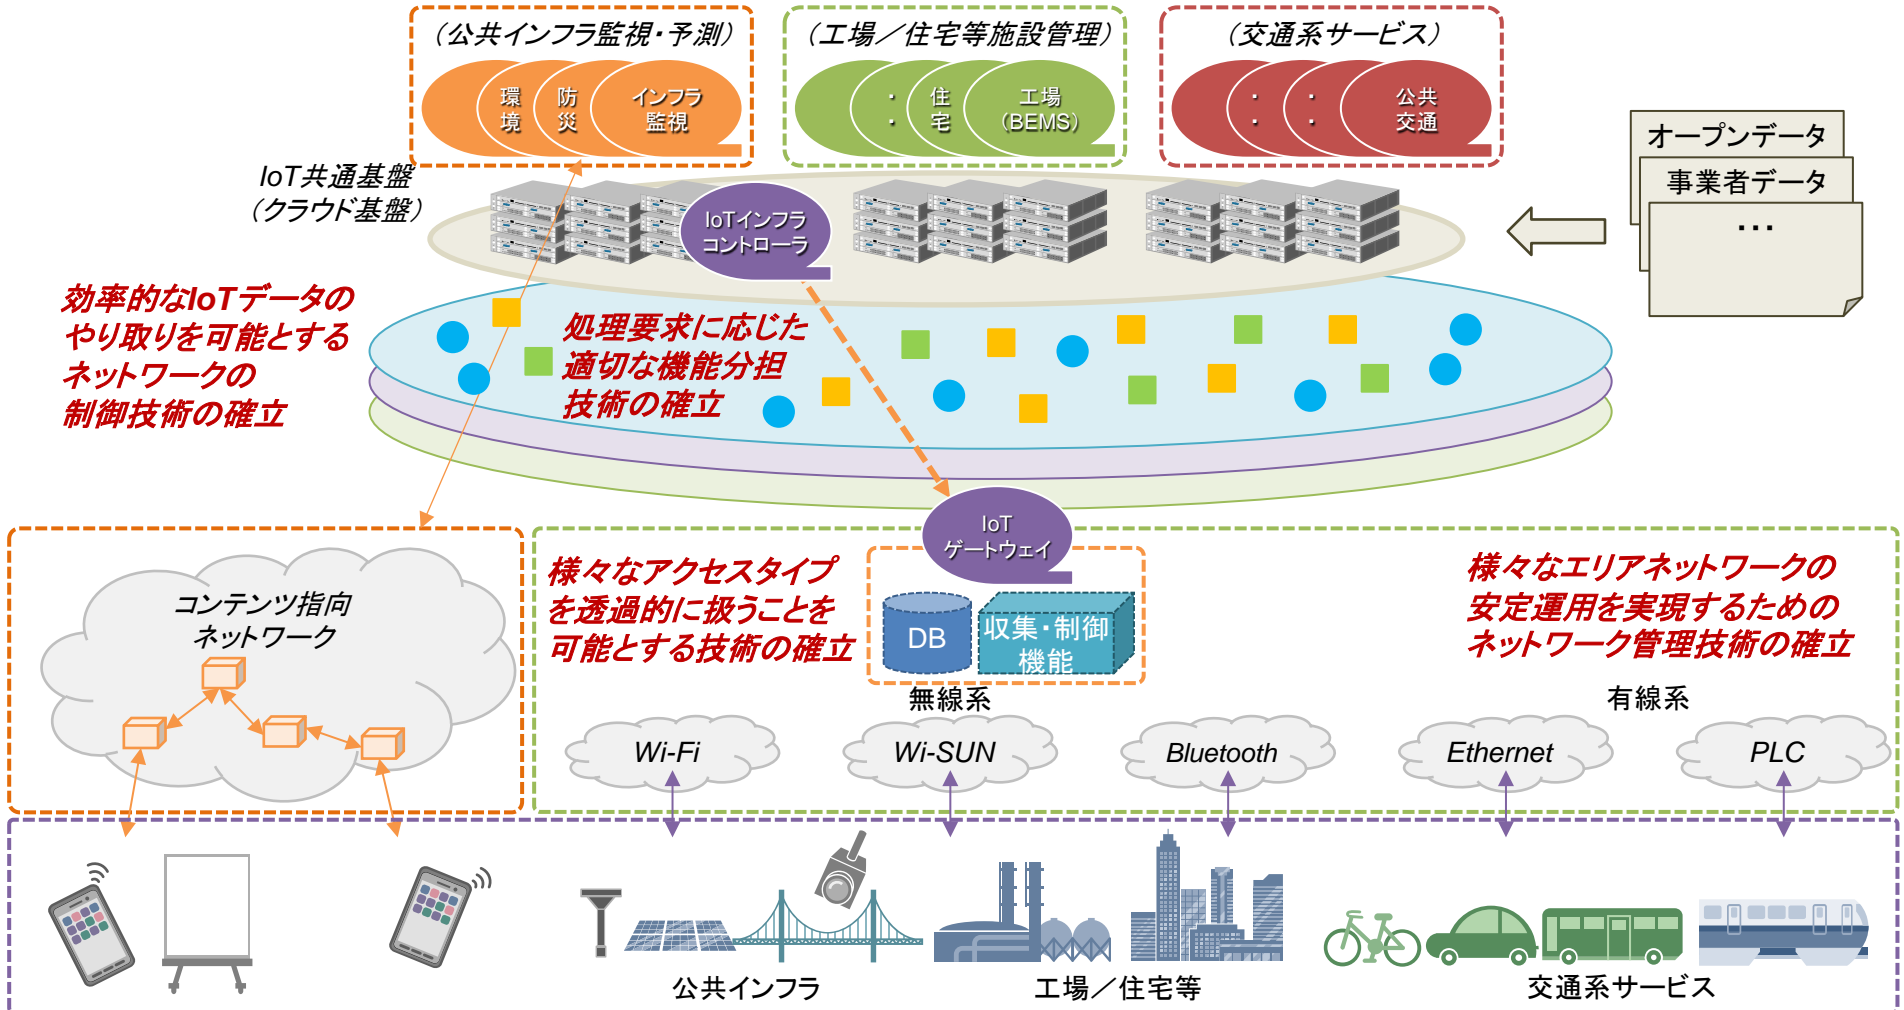 （公共インフラ監視・予測）
環
境
防
災
インフラ
監視
（工場／住宅等施設管理）
・
・
住
宅
工場
（BEMS）
（交通系サービス）
・
・
・
・
公共
交通
オープンデータ
事業者データ
・・・
IoT共通基盤
（クラウド基盤）
IoTインフラ
コントローラ
効率的なIoTデータの
やり取りを可能とする
ネットワークの
制御技術の確立
処理要求に応じた
適切な機能分担
技術の確立
IoT
ゲートウェイ
コンテンツ指向
ネットワーク
様々なアクセスタイプ
を透過的に扱うことを
可能とする技術の確立
DB
収集・制御
機能
様々なエリアネットワークの
安定運用を実現するための
ネットワーク管理技術の確立
無線系
有線系
Wi-Fi
Wi-SUN
Bluetooth
Ethernet
PLC
公共インフラ
工場／住宅等
交通系サービス